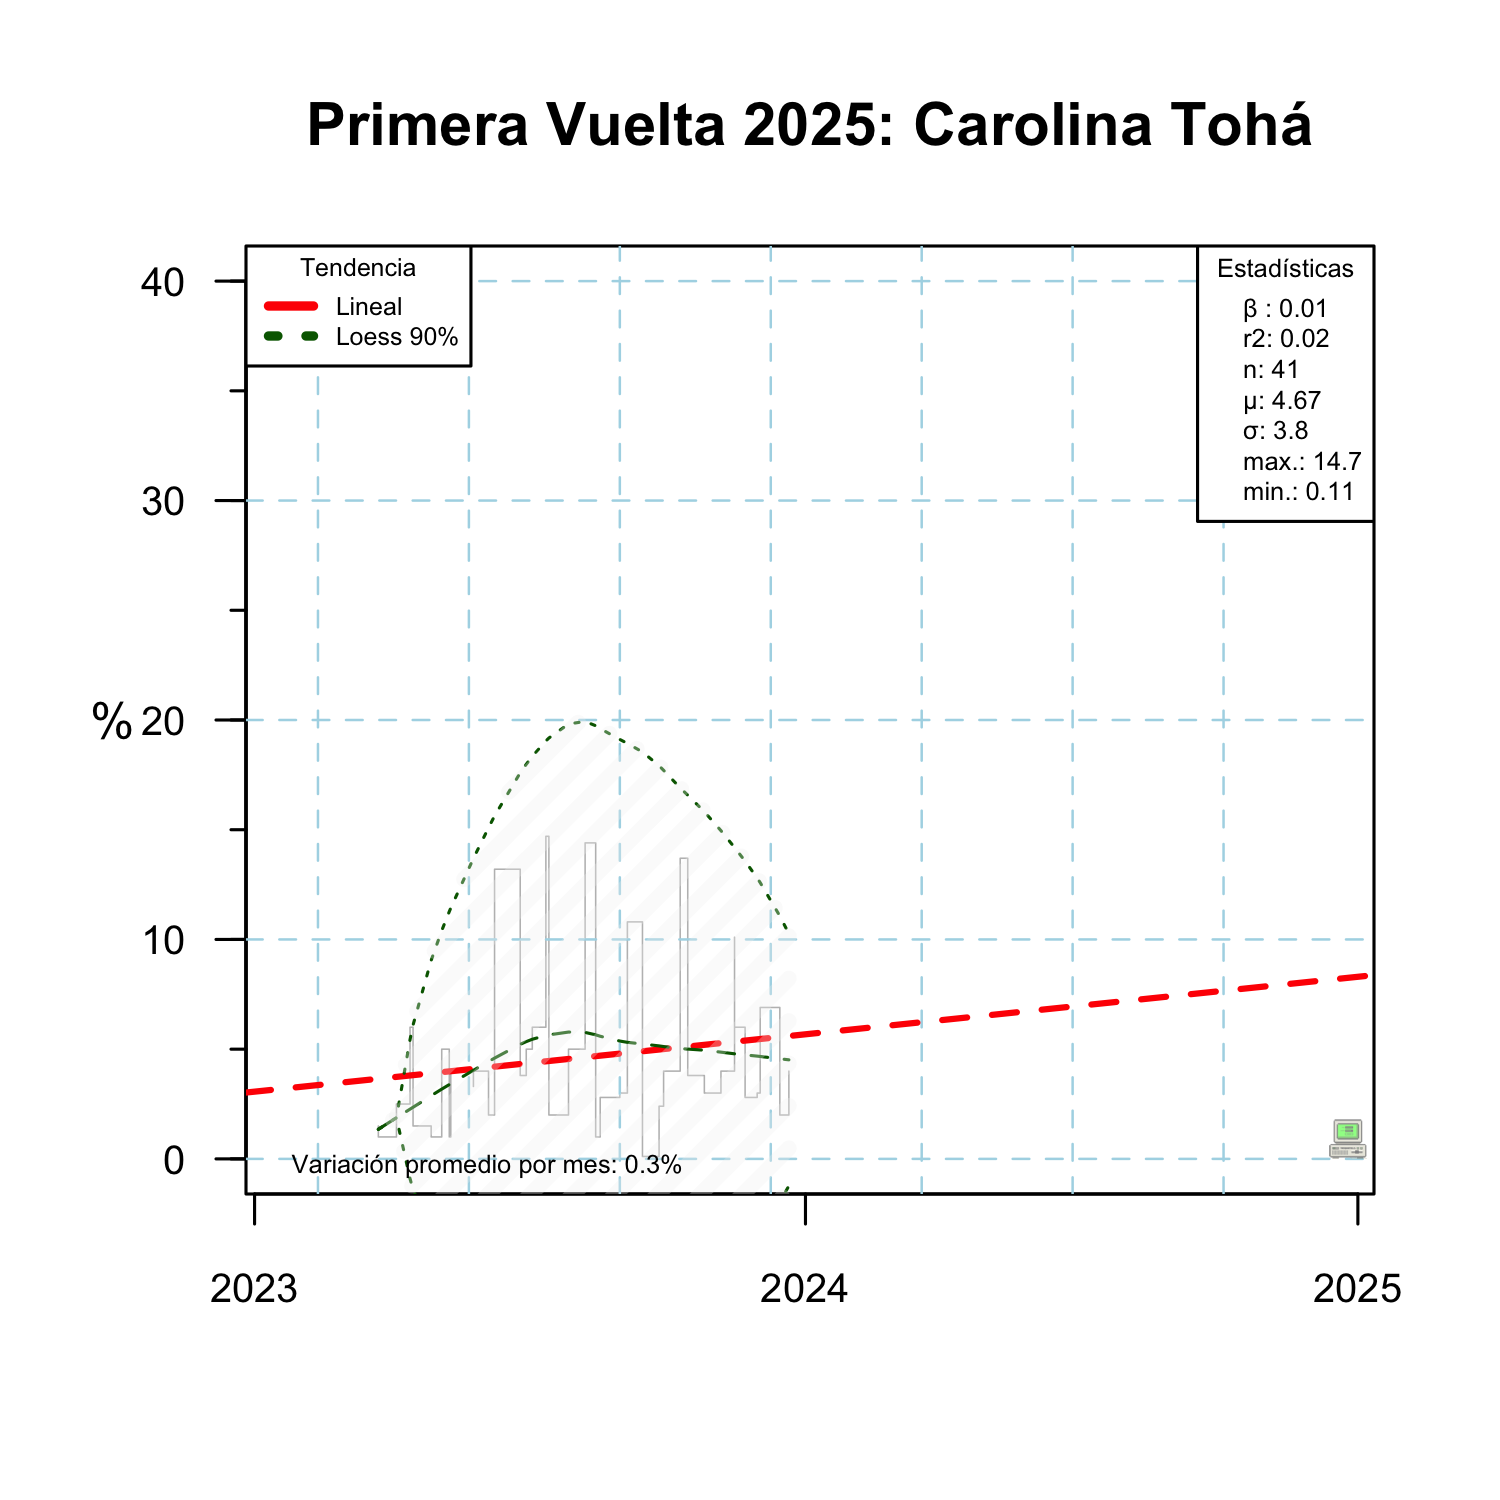 Primera Vuelta 2025: Carolina Tohá
Tendencia
Lineal
Loess 90%
Estadísticas
β : 0.01
r2: 0.02
n: 41
μ: 4.67
σ: 3.8
max.: 14.7
min.: 0.11
40
30
% 20
10
0
Variación promedio por mes: 0.3%
2023 2024 2025